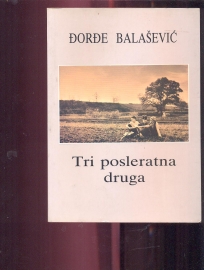 ĐORĐE BALAŠEVIĆ
Tri posleratna
druga